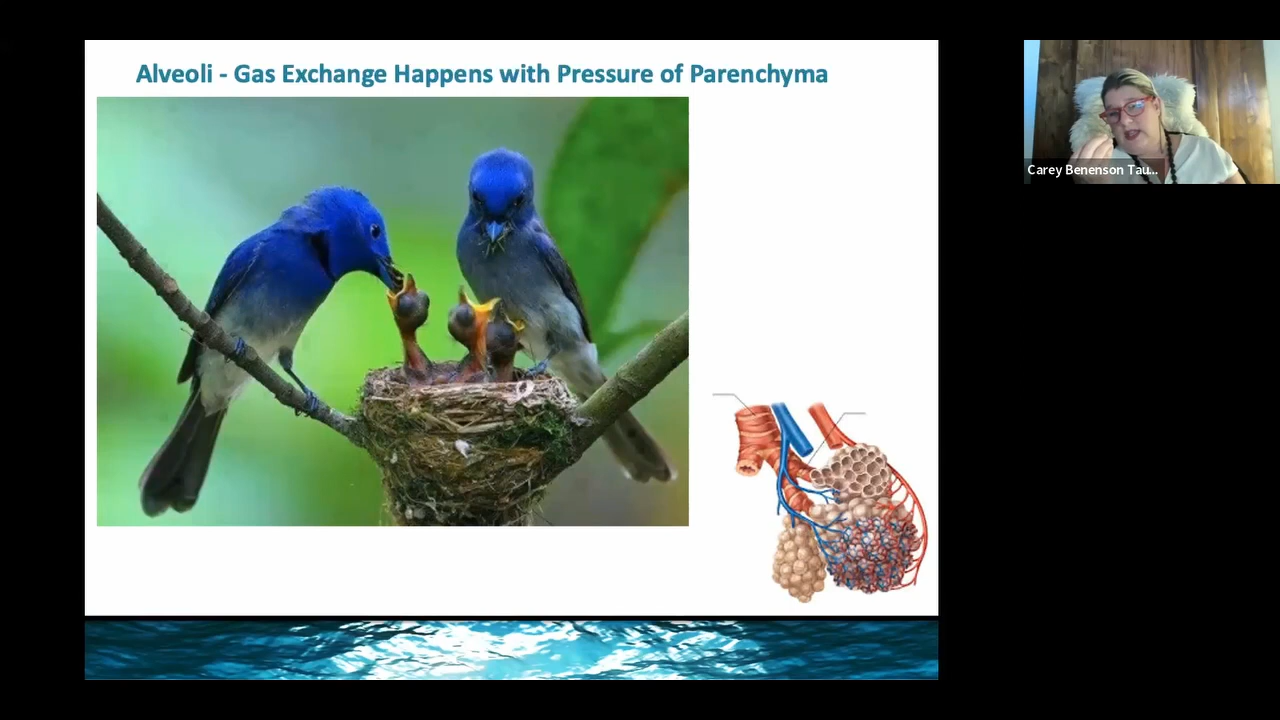 Alveoli - Gas Exchange Happens with Pressure of Parenchyma
Carey Benenson Tau...